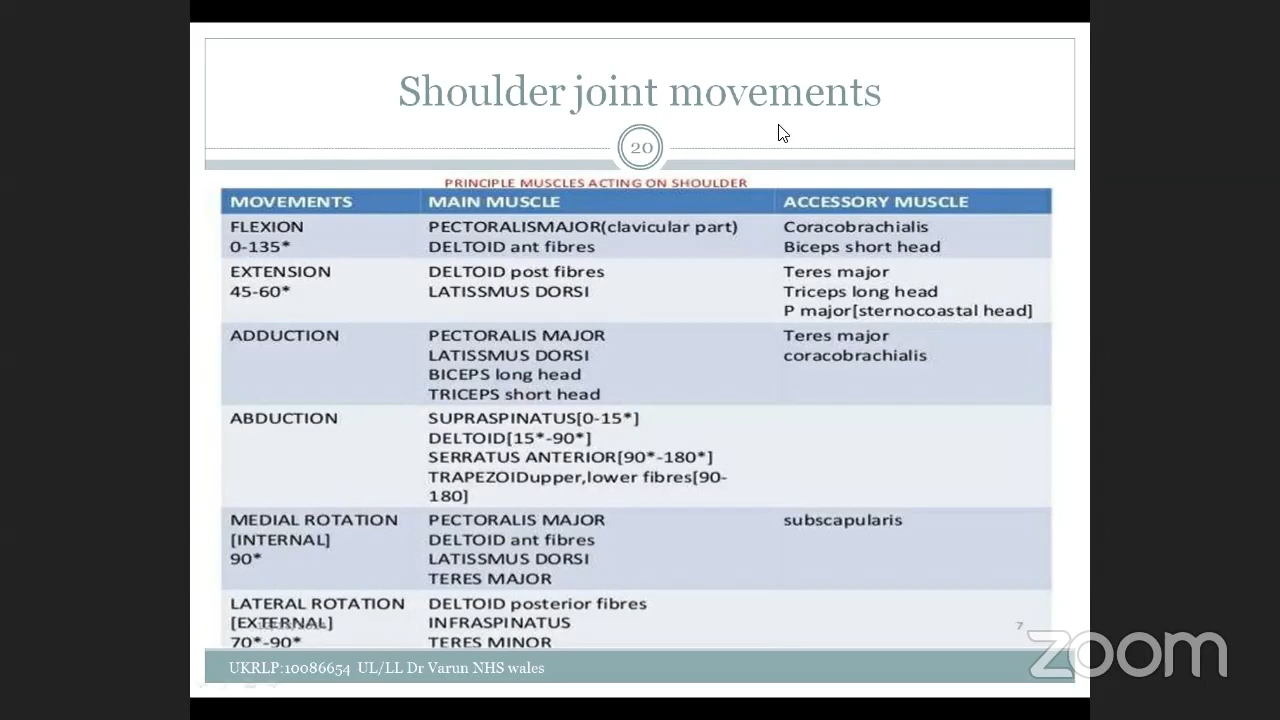 Shoulder joint movements
20
PRINCIPLE MUSCLES ACTING ON SHOULDER
MOVEMENTS MAIN MUSCLE ACCESSORY MUSCLE
FLEXION PECTORALISMAJOR(clavicular part) Coracobrachialis
0-135* DELTOID ant fibres Biceps short head
EXTENSION DELTOID post fibres Teres major
45-60* LATISSMUS DORSI Triceps long head
P major[sternocoastal head]
ADDUCTION PECTORALIS MAJOR Teres major
LATISSMUS DORSI coracobrachialis
BICEPS long head
TRICEPS short head
ABDUCTION SUPRASPINATUS[0-15*]
DELTOID[15*-90*]
SERRATUS ANTERIOR[90*-180*]
TRAPEZOIDupper,lower fibres[90-
180]
MEDIAL ROTATION PECTORALIS MAJOR subscapularis
[INTERNAL] DELTOID ant fibres
90* LATISSMUS DORSI
TERES MAJOR
LATERAL ROTATION DELTOID posterior fibres
[EXTERNAL] INFRASPINATUS 7
70*-90* TERES MINOR
UKRLP:10086654 UL/LL Dr Varun NHS wales
zoom